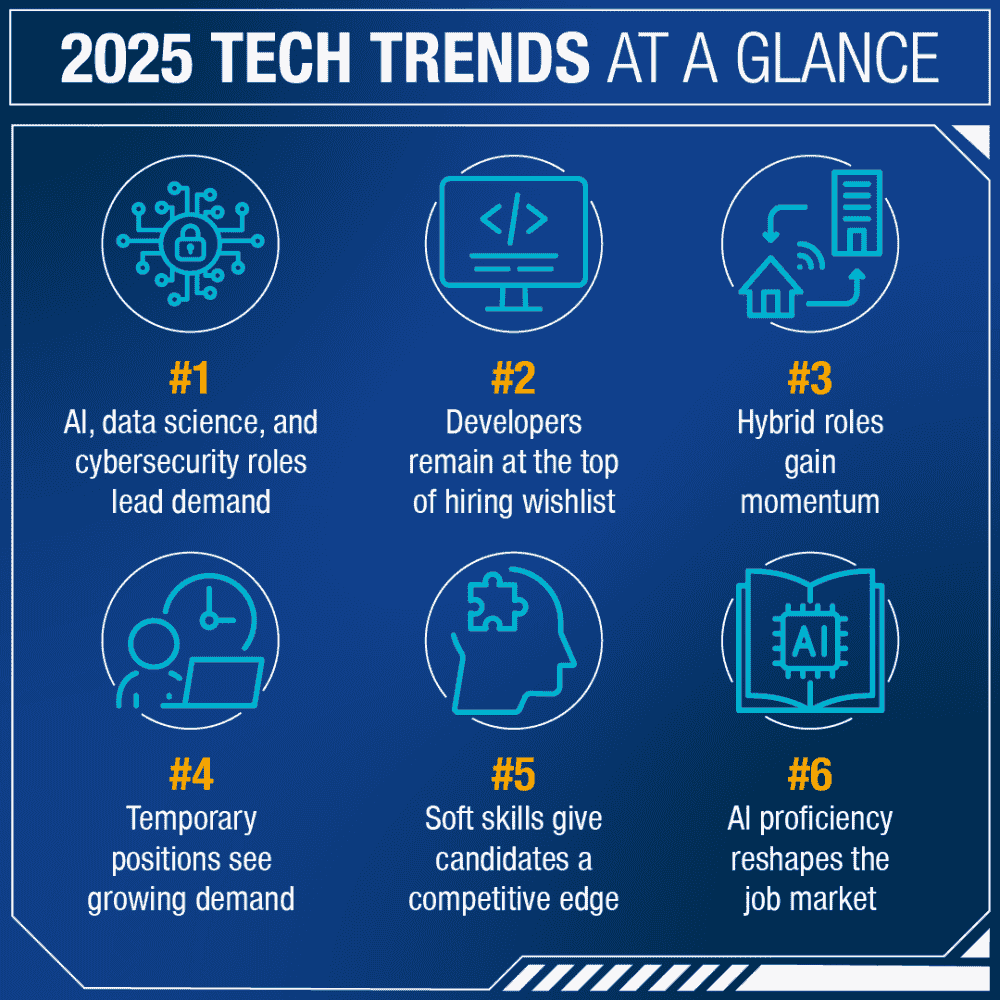 2025 TECH TRENDS AT A GLANCE
</>
#1
AI, data science, and
cybersecurity roles
lead demand
#2
Developers
remain at the top
of hiring wishlist
#3
Hybrid roles
gain
momentum
#4
Temporary
positions see
growing demand
#5
Soft skills give
candidates a
competitive edge
AI
#6
AI proficiency
reshapes the
job market